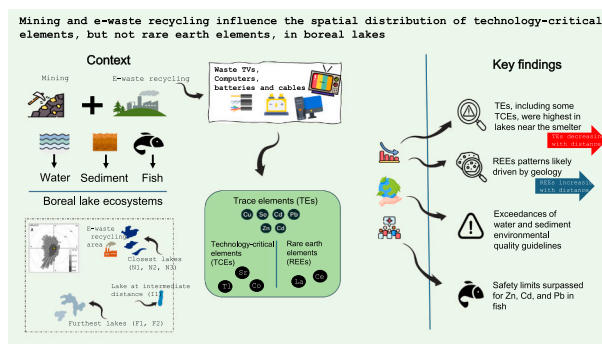 Mining and e-waste recycling influence the spatial distribution of technology-critical
elements, but not rare earth elements, in boreal lakes
Context
Mining
E-waste recycling
Water
Sediment
Fish
Boreal lake ecosystems
E-waste
recycling
area
Closest lakes
(N1, N2, N3)
Lake at intermediate
distance (I1)
Furthest lakes (F1, F2)
Waste TVs,
Computers,
batteries and cables
Trace elements (TEs)
Cu Se Cd Pb
Zn Cd
Technology-critical
elements
(TCEs)
Sr
Tl Co
Rare earth
elements
(REEs)
Ce
La
Key findings
TEs, including some
TCEs, were highest in
lakes near the smelter
TEs decreasing
with distance
REEs patterns likely
driven by geology
REEs increasing
with distance
Exceedances of
water and sediment
environmental
quality guidelines
Safety limits surpassed
for Zn, Cd, and Pb in
fish